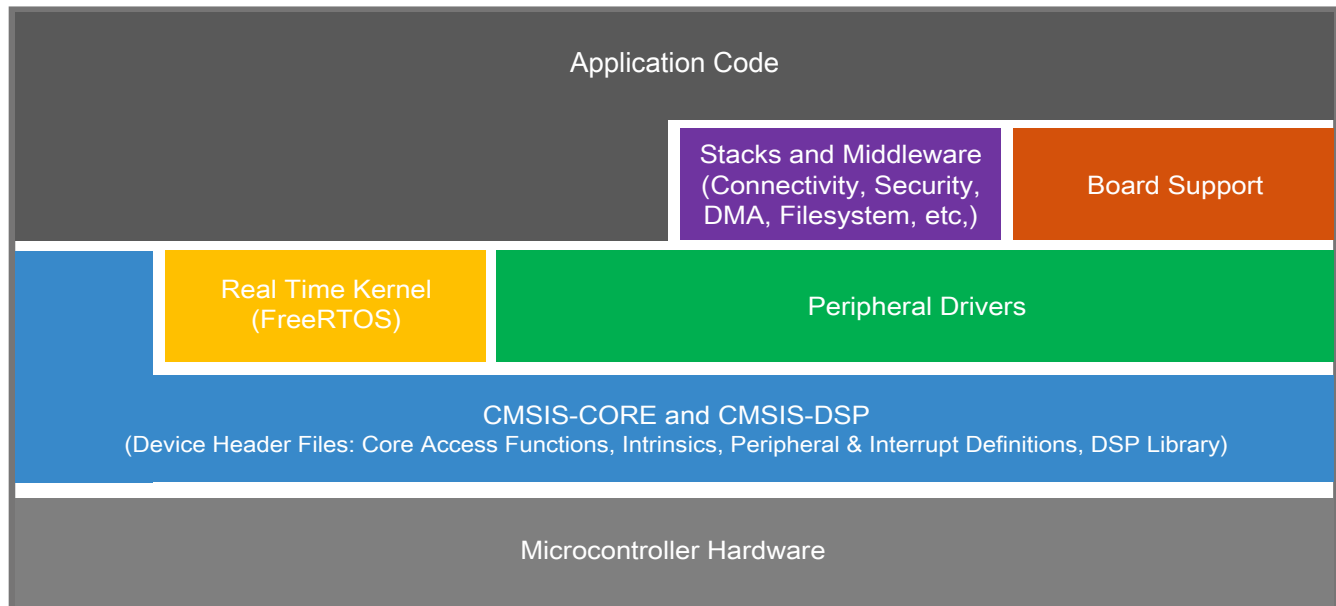 Application Code
Stacks and Middleware
(Connectivity, Security,
DMA, Filesystem, etc,)
Board Support
Real Time Kernel
(FreeRTOS)
Peripheral Drivers
CMSIS-CORE and CMSIS-DSP
(Device Header Files: Core Access Functions, Intrinsics, Peripheral & Interrupt Definitions, DSP Library)
Microcontroller Hardware